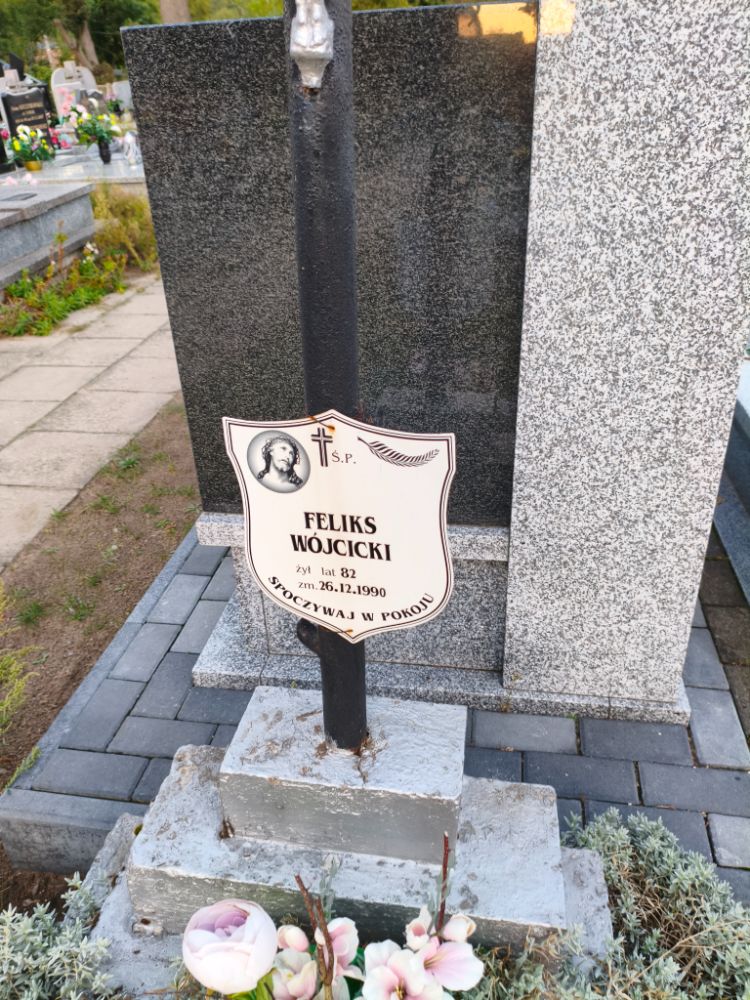 Ś.P.
FELIKS
WÓJCICKI
żył lat 82
zm. 26.12.1990
SPOCZYWAJ W POKOJU